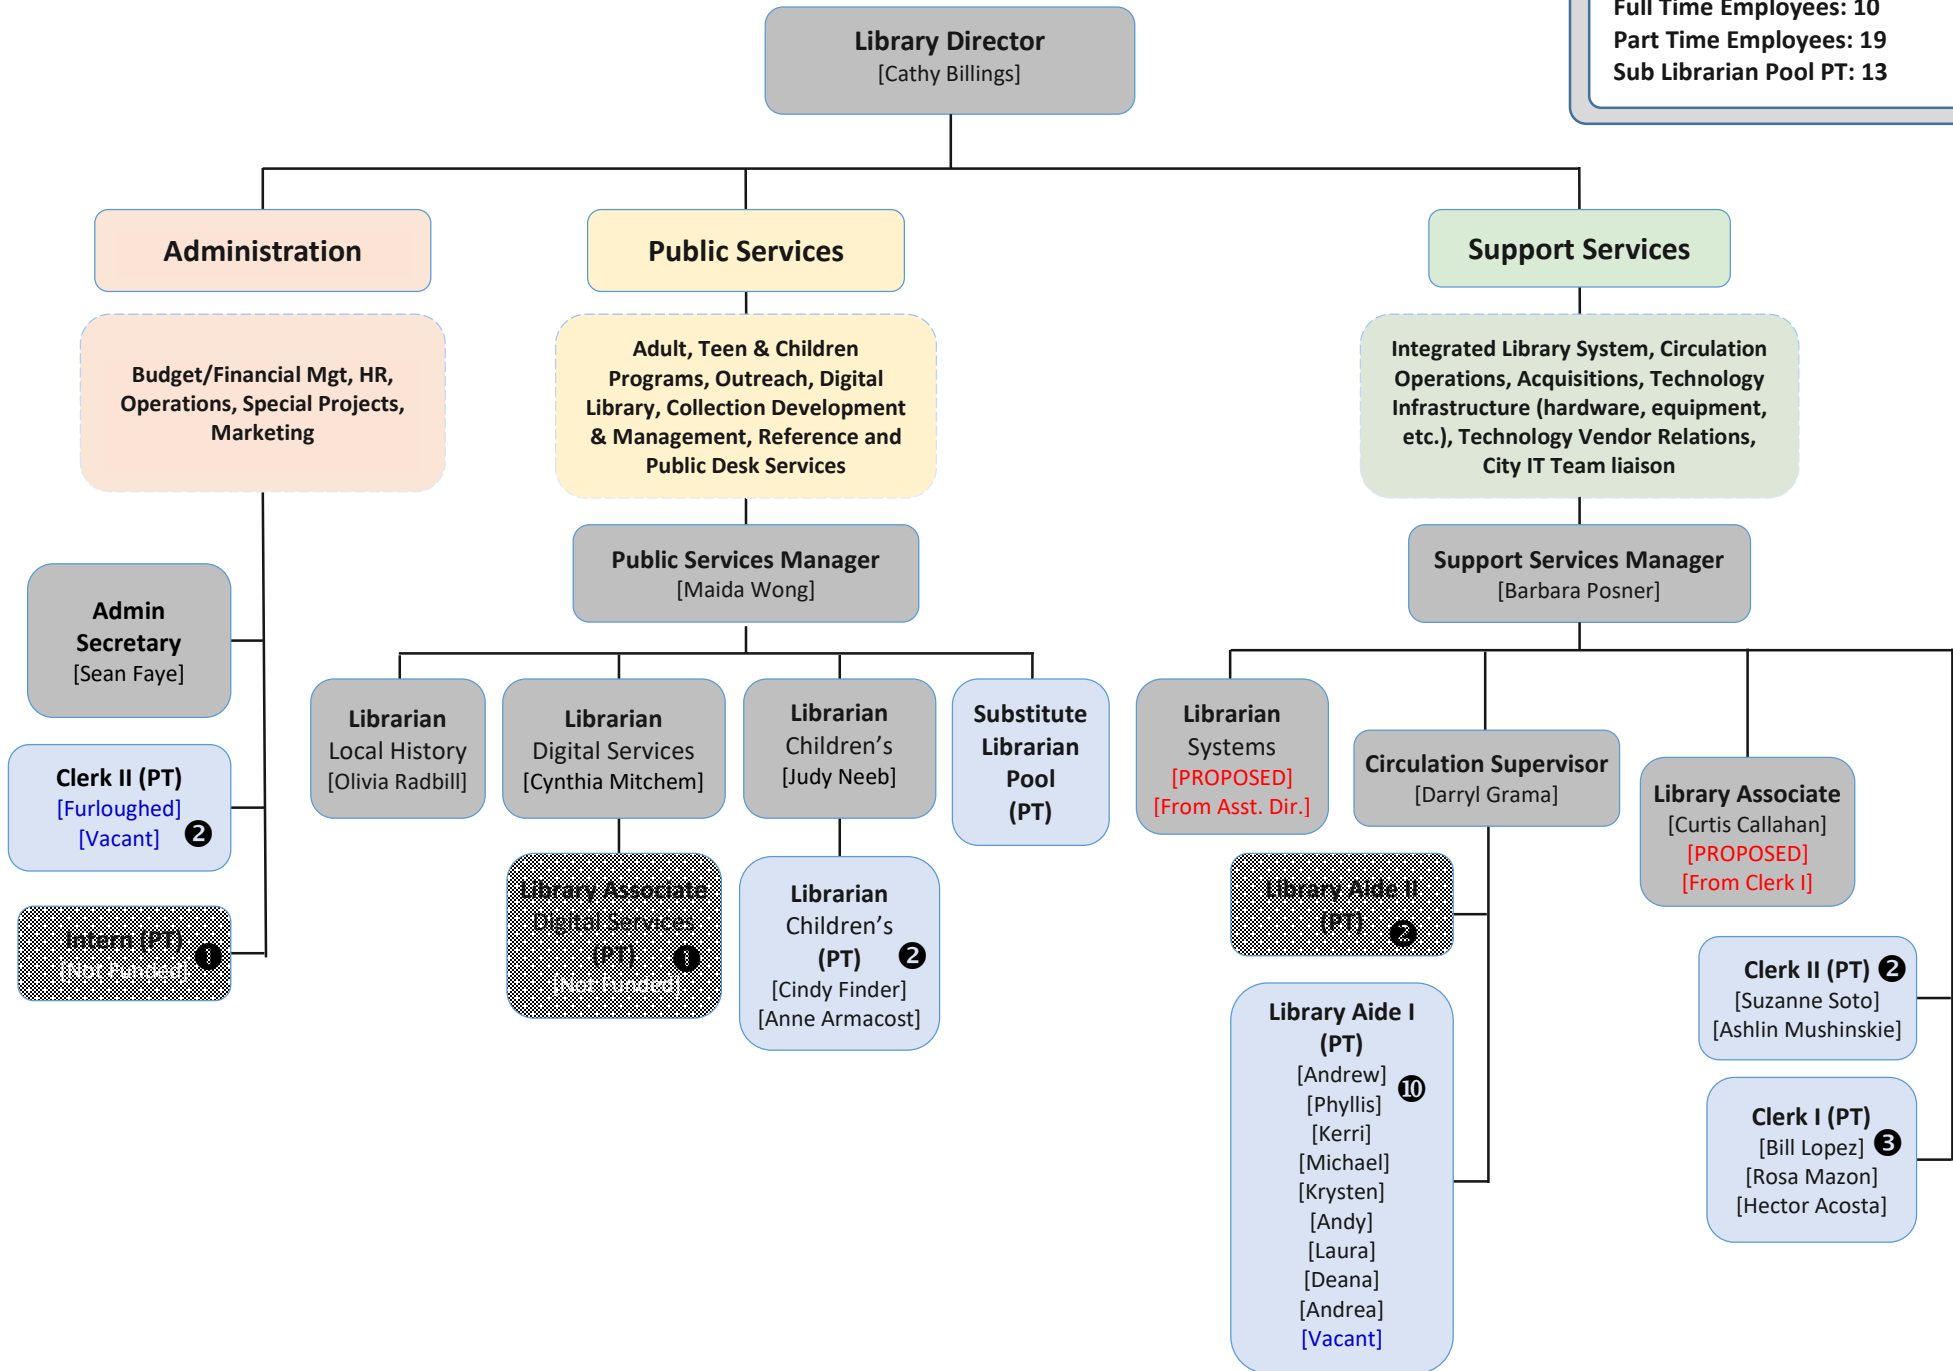 Full Time Employees: 10
Part Time Employees: 19
Sub Librarian Pool PT: 13
Library Director
[Cathy Billings]
Administration
Public Services
Support Services
Budget/Financial Mgt, HR,
Operations, Special Projects,
Marketing
Adult, Teen & Children
Programs, Outreach, Digital
Library, Collection Development
& Management, Reference and
Public Desk Services
Integrated Library System, Circulation
Operations, Acquisitions, Technology
Infrastructure (hardware, equipment,
etc.), Technology Vendor Relations,
City IT Team liaison
Public Services Manager
[Maida Wong]
Support Services Manager
[Barbara Posner]
Admin
Secretary
[Sean Faye]
Clerk II (PT)
[Furloughed]
[Vacant] ❷
Intern (PT)
[Not Funded] ❶
Librarian
Local History
[Olivia Radbill]
Librarian
Digital Services
[Cynthia Mitchem]
Librarian
Children's
[Judy Neeb]
Substitute
Librarian
Pool
(PT)
Library Associate
Digital Services
(PT) ❶
[Not Funded]
Librarian
Children's
(PT) ❷
[Cindy Finder]
[Anne Armacost]
Librarian
Systems
[PROPOSED]
[From Asst. Dir.]
Circulation Supervisor
[Darryl Grama]
Library Associate
[Curtis Callahan]
[PROPOSED]
[From Clerk I]
Library Aide II
(PT) ❷
Library Aide I
(PT)
[Andrew] ❿
[Phyllis]
[Kerri]
[Michael]
[Krysten]
[Andy]
[Laura]
[Deana]
[Andrea]
[Vacant]
Clerk II (PT) ❷
[Suzanne Soto]
[Ashlin Mushinskie]
Clerk I (PT)
[Bill Lopez] ❸
[Rosa Mazon]
[Hector Acosta]